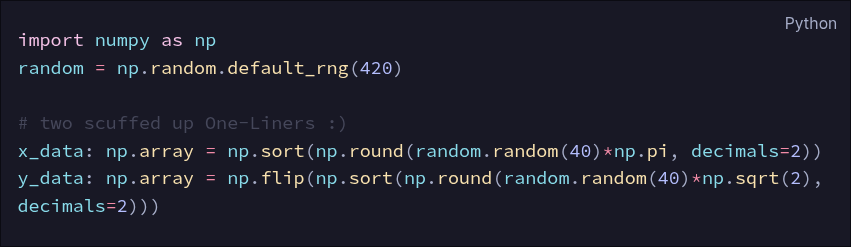 Python
import numpy as np
random = np.random.default_rng(420)
# two scuffed up One-Liners :)
x_data: np.array = np.sort(np.round(random.random(40)*np.pi, decimals=2))
y_data: np.array = np.flip(np.sort(np.round(random.random(40)*np.sqrt(2),
decimals=2)))